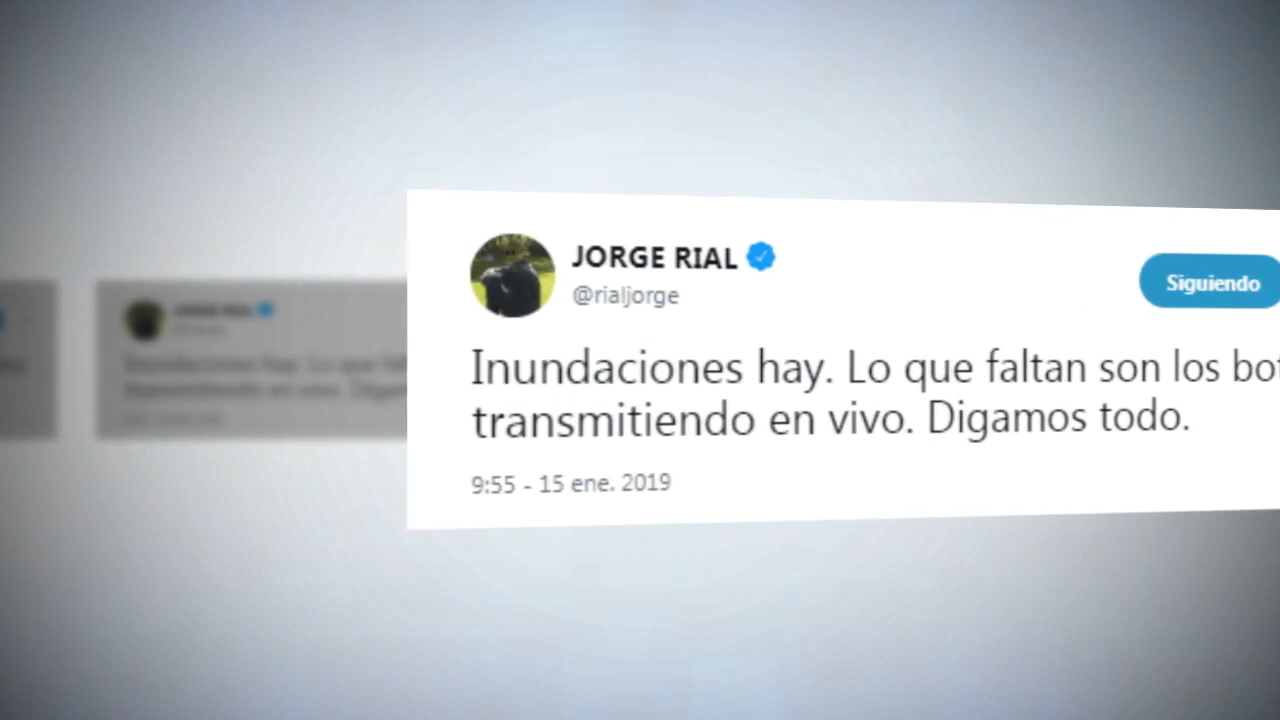 JORGE RIAL
@rialjorge
Siguiendo
Inundaciones hay. Lo que faltan son los
transmitiendo en vivo. Digamos todo.
9:55 - 15 ene. 2019